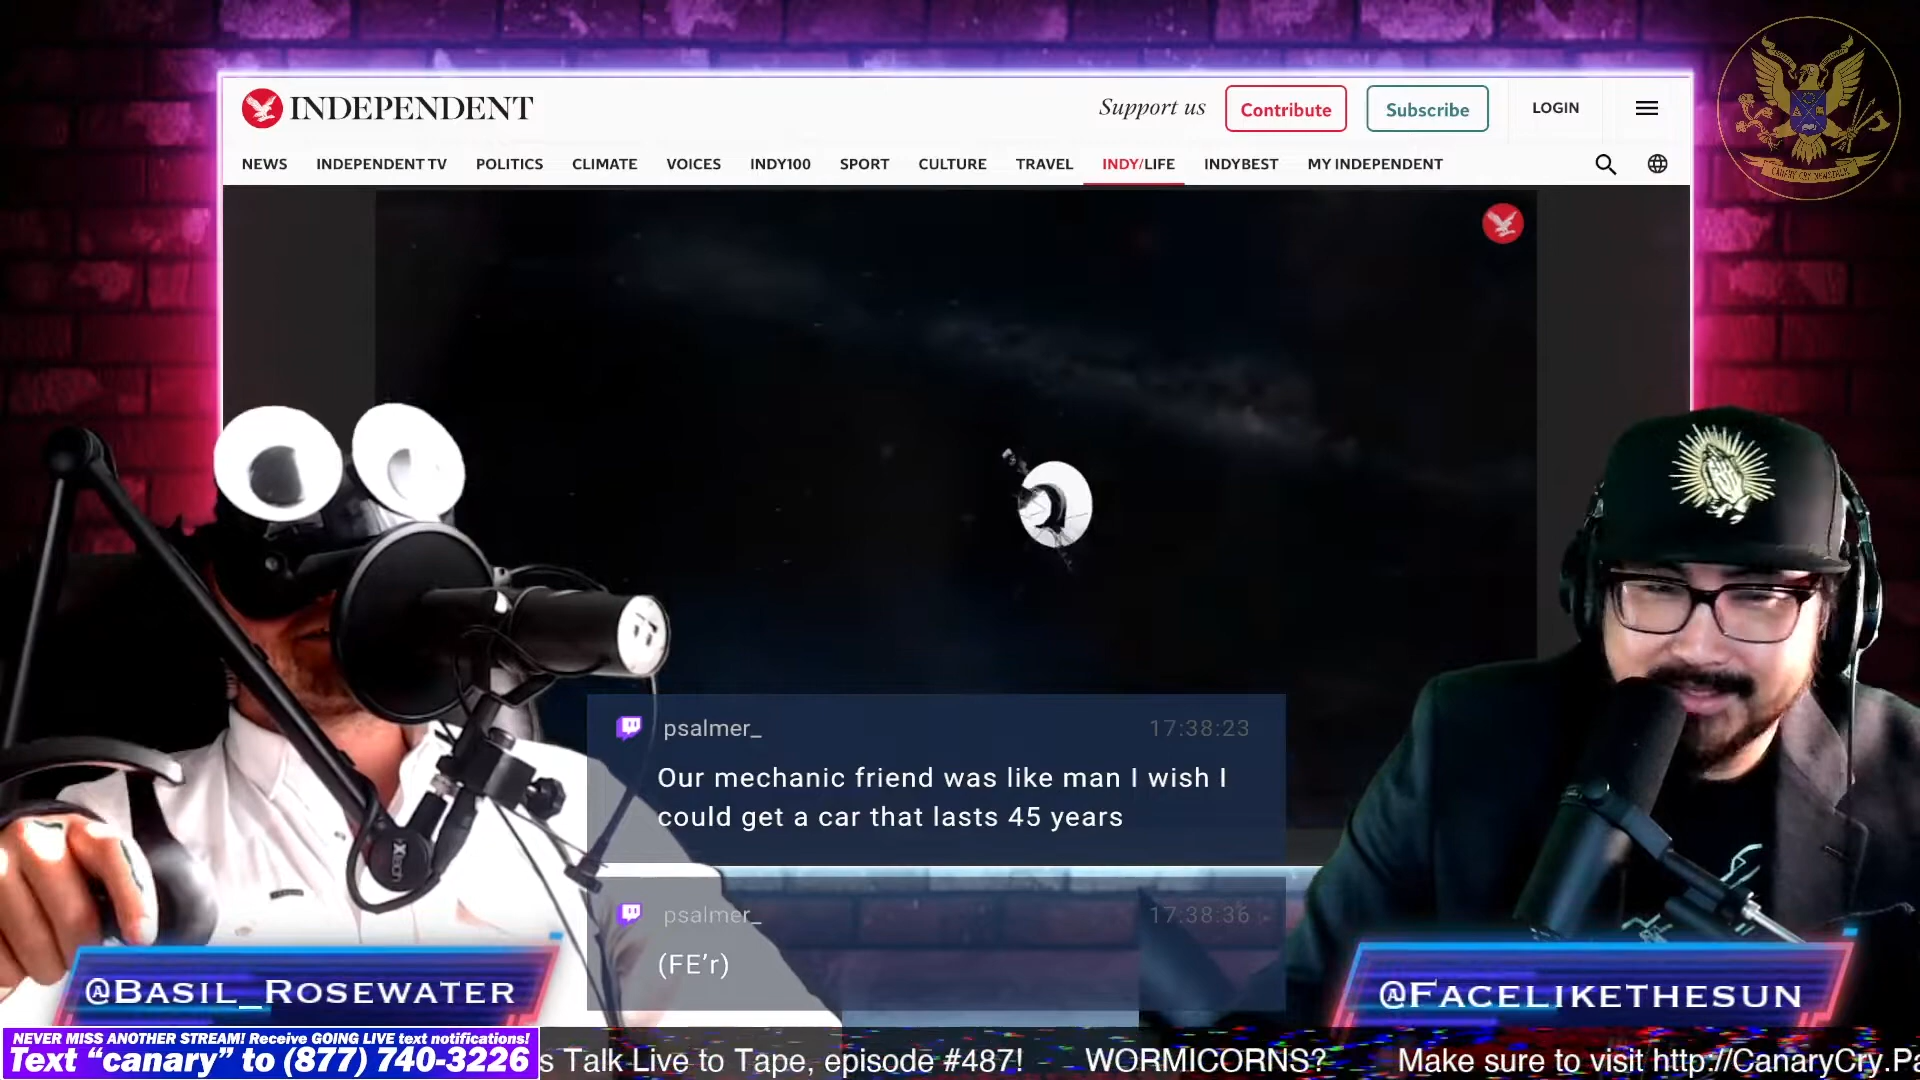 INDEPENDENT
Support us
Contribute
Subscribe
LOGIN
NEWS INDEPENDENT TV POLITICS CLIMATE VOICES INDY100 SPORT CULTURE TRAVEL INDY/LIFE INDYBEST MY INDEPENDENT
CANARY CRY NEWSTALK
psalmer_ 17:38:23
Our mechanic friend was like man I wish I
could get a car that lasts 45 years
psalmer_ 17:38:36
(FE'r)
@BASIL_ROSEWATER
@FACELIKETHESUN
NEVER MISS ANOTHER STREAM! Receive GOING LIVE text notifications!
Text "canary" to (877) 740-3226
s Talk Live to Tape, episode #487! WORMICORNS? Make sure to visit http://CanaryCry.Pa